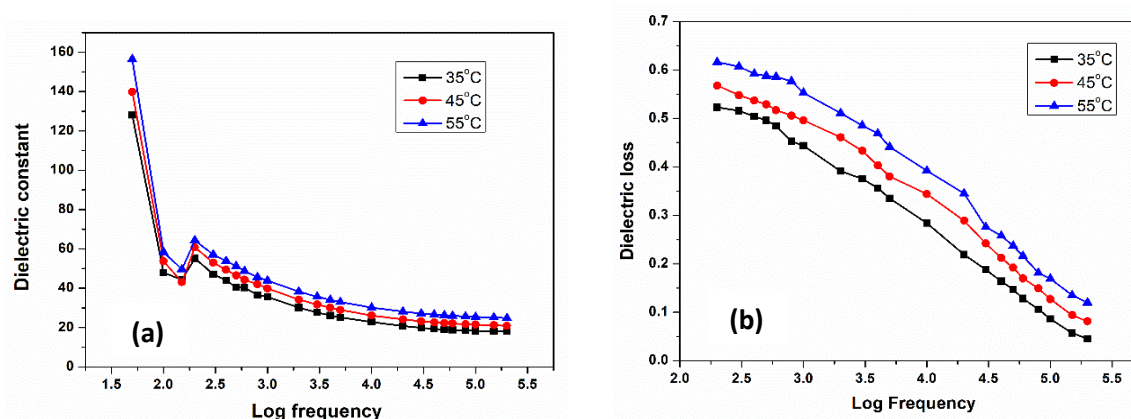 160
140
120
100
80
60
40
20
0
Dielectric constant
35°C
45°C
55°C
(a)
1.5 2.0 2.5 3.0 3.5 4.0 4.5 5.0 5.5
Log frequency
0.7
0.6
0.5
0.4
0.3
0.2
0.1
0.0
Dielectric loss
35°C
45°C
55°C
(b)
2.0 2.5 3.0 3.5 4.0 4.5 5.0 5.5
Log Frequency